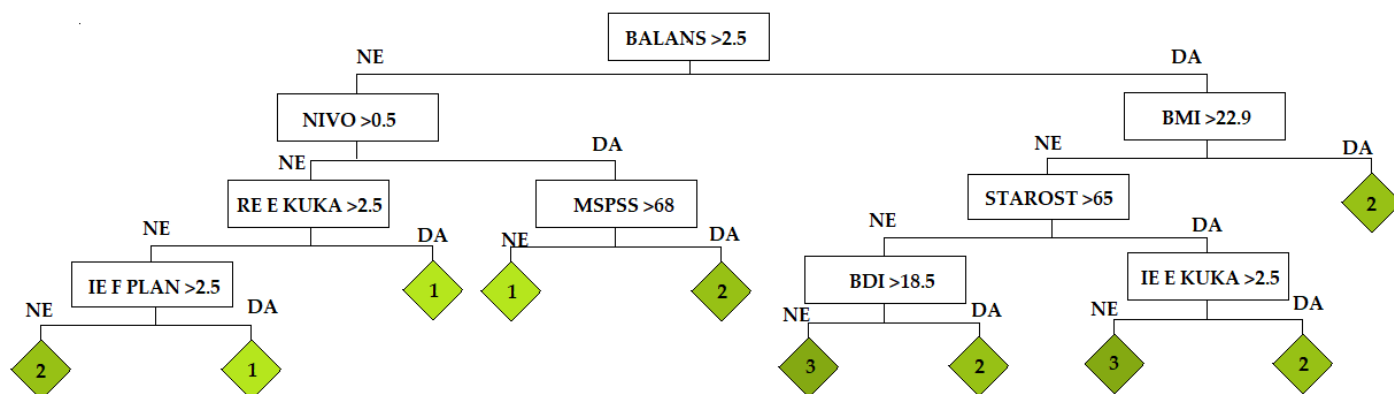 BALANS >2.5
NE
DA
NIVO >0.5
BMI >22.9
NE
DA
NE
DA
RE E KUKA >2.5
MSPSS >68
STAROST >65
2
NE
DA
NE
DA
NE
DA
IE F PLAN >2.5
1
1
2
BDI >18.5
IE E KUKA >2.5
NE
DA
NE
DA
NE
DA
2
1
3
2
3
2